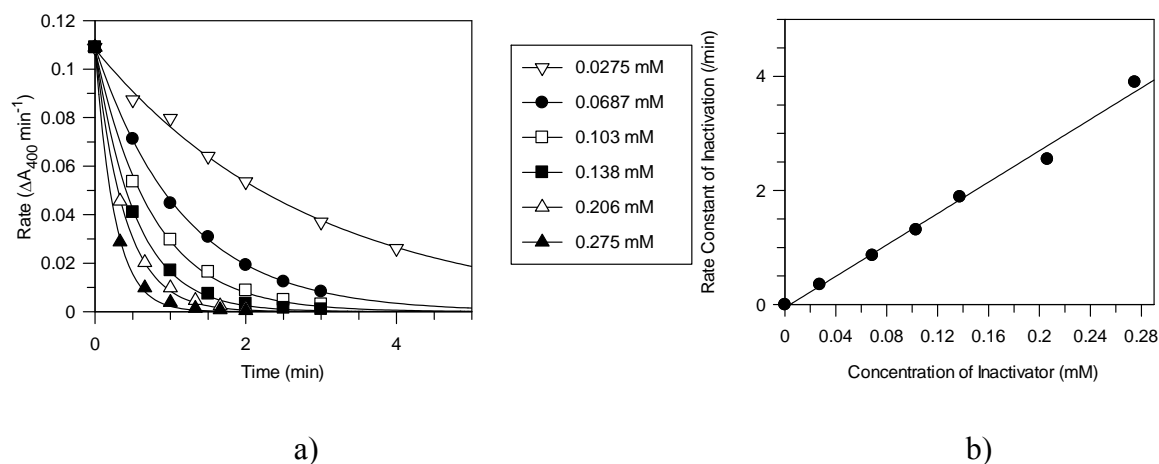 0.12
0.1
0.08
0.06
0.04
0.02
0
0 2 4
Rate (ΔA400 min-1)
Time (min)
0.0275 mM
0.0687 mM
0.103 mM
0.138 mM
0.206 mM
0.275 mM
4
2
0
0 0.04 0.08 0.12 0.16 0.2 0.24 0.28
Rate Constant of Inactivation (/min)
Concentration of Inactivator (mM)
a) b)